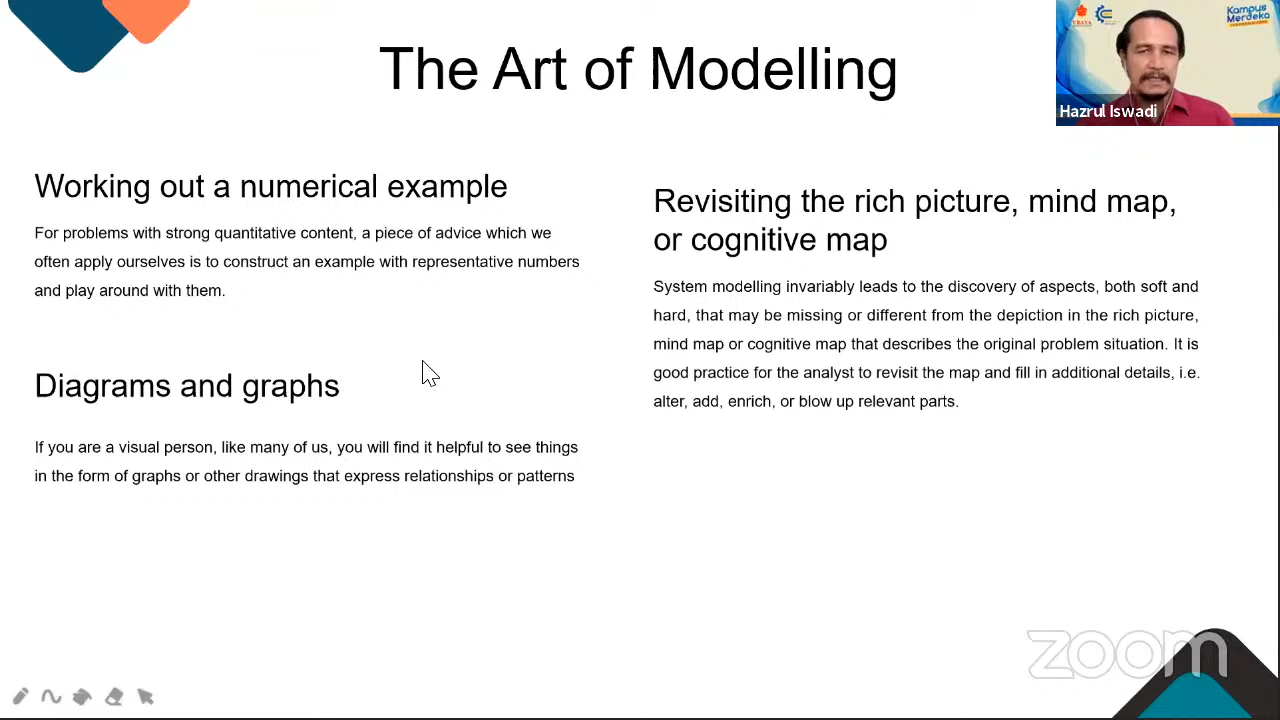 The Art of Modelling
UBAYA
Kampus
Merdeka
INDONESIA JAYA
Hazrul Iswadi
Working out a numerical example
For problems with strong quantitative content, a piece of advice which we
often apply ourselves is to construct an example with representative numbers
and play around with them.
Diagrams and graphs
If you are a visual person, like many of us, you will find it helpful to see things
in the form of graphs or other drawings that express relationships or patterns
Revisiting the rich picture, mind map,
or cognitive map
System modelling invariably leads to the discovery of aspects, both soft and
hard, that may be missing or different from the depiction in the rich picture,
mind map or cognitive map that describes the original problem situation. It is
good practice for the analyst to revisit the map and fill in additional details, i.e.
alter, add, enrich, or blow up relevant parts.
zoom